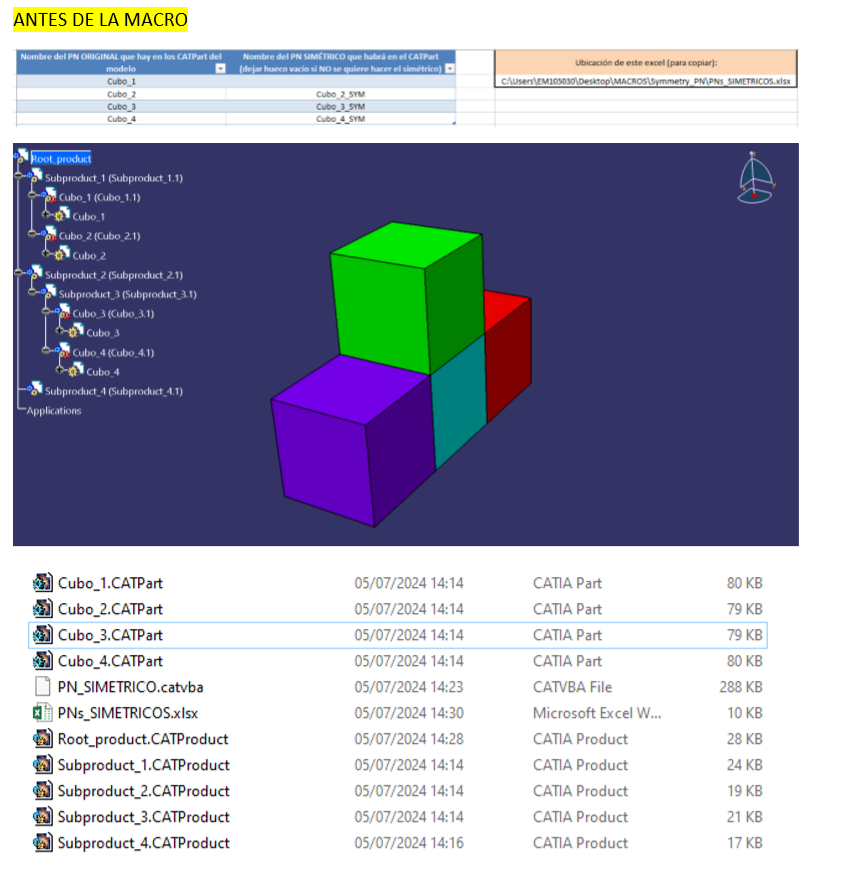 ANTES DE LA MACRO
Nombre del PN ORIGINAL que hay en los CATPart del modelo
Nombre del PN SIMÉTRICO que habrá en el CATPart (dejar hueco vacío si NO se quiere hacer el simétrico)
Ubicación de este excel (para copiar):
Cubo_1
C:\Users\EM105030\Desktop\MACROS\Symmetry_PN\PNs_SIMETRICOS.xlsx
Cubo_2 Cubo_2_SYM
Cubo_3 Cubo_3_SYM
Cubo_4 Cubo_4_SYM
Root_product
Subproduct_1 (Subproduct_1.1)
Cubo_1 (Cubo_1.1)
Cubo_1
Cubo_2 (Cubo_2.1)
Cubo_2
Subproduct_2 (Subproduct_2.1)
Subproduct_3 (Subproduct_3.1)
Cubo_3 (Cubo_3.1)
Cubo_3
Cubo_4 (Cubo_4.1)
Cubo_4
Subproduct_4 (Subproduct_4.1)
Applications
Cubo_1.CATPart 05/07/2024 14:14 CATIA Part 80 KB
Cubo_2.CATPart 05/07/2024 14:14 CATIA Part 79 KB
Cubo_3.CATPart 05/07/2024 14:14 CATIA Part 79 KB
Cubo_4.CATPart 05/07/2024 14:14 CATIA Part 80 KB
PN_SIMETRICO.catvba 05/07/2024 14:23 CATVBA File 288 KB
PNs_SIMETRICOS.xlsx 05/07/2024 14:30 Microsoft Excel W... 10 KB
Root_product.CATProduct 05/07/2024 14:28 CATIA Product 28 KB
Subproduct_1.CATProduct 05/07/2024 14:14 CATIA Product 24 KB
Subproduct_2.CATProduct 05/07/2024 14:14 CATIA Product 19 KB
Subproduct_3.CATProduct 05/07/2024 14:14 CATIA Product 21 KB
Subproduct_4.CATProduct 05/07/2024 14:16 CATIA Product 17 KB